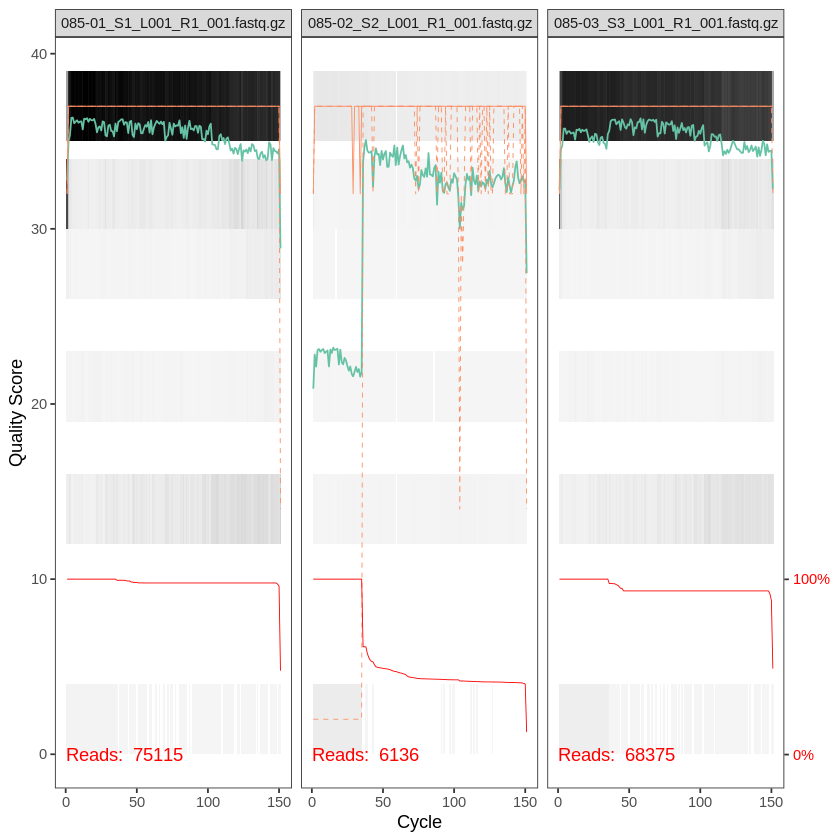 085-01_S1_L001_R1_001.fastq.gz 085-02_S2_L001_R1_001.fastq.gz 085-03_S3_L001_R1_001.fastq.gz
40
30
Quality Score
20
10 100%
0 0%
Reads: 75115 Reads: 6136 Reads: 68375
0 50 100 150 0 50 100 150 0 50 100 150
Cycle